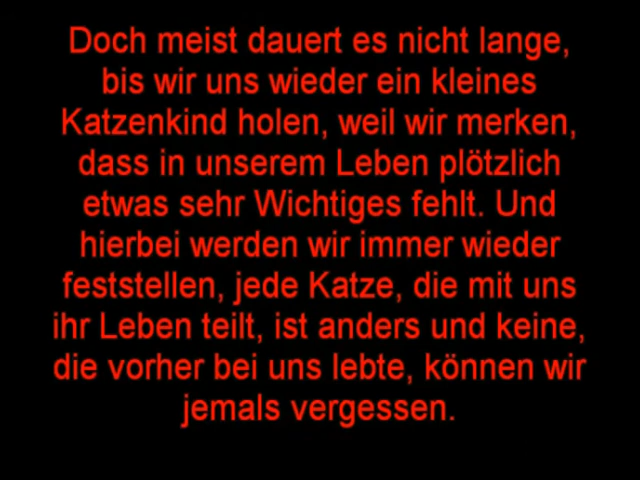 Doch meist dauert es nicht lange,
bis wir uns wieder ein kleines
Katzenkind holen, weil wir merken,
dass in unserem Leben plötzlich
etwas sehr Wichtiges fehlt. Und
hierbei werden wir immer wieder
feststellen, jede Katze, die mit uns
ihr Leben teilt, ist anders und keine,
die vorher bei uns lebte, können wir
jemals vergessen.